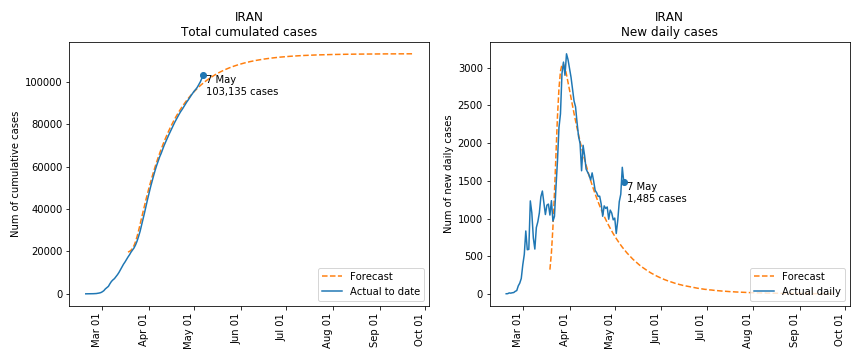 IRAN
Total cumulated cases
Num of cumulative cases
100000
80000
60000
40000
20000
0
7 May
103,135 cases
Forecast
Actual to date
Mar 01
Apr 01
May 01
Jun 01
Jul 01
Aug 01
Sep 01
Oct 01
IRAN
New daily cases
Num of new daily cases
3000
2500
2000
1500
1000
500
0
7 May
1,485 cases
Forecast
Actual daily
Mar 01
Apr 01
May 01
Jun 01
Jul 01
Aug 01
Sep 01
Oct 01